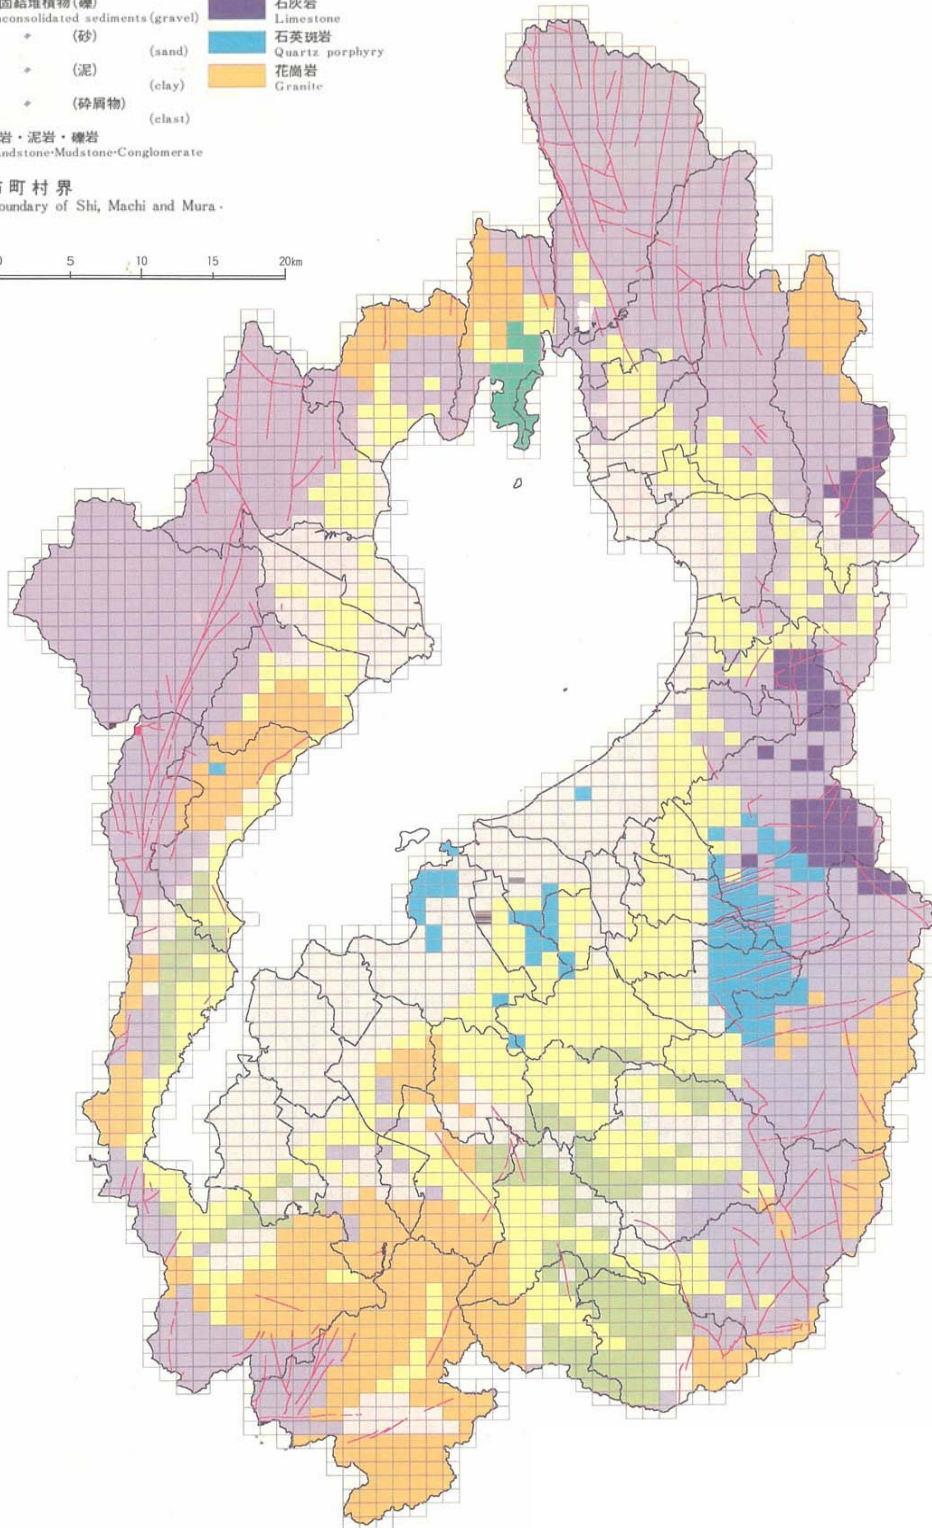 固結堆積物(礫)
nconsolidated sediments(gravel)
〃 (砂)
(sand)
〃 (泥)
(clay)
〃 (砕屑物)
(clast)
岩・泥岩・礫岩
ndstone·Mudstone·Conglomerate
石灰岩
Limestone
石英斑岩
Quartz porphyry
花崗岩
Granite
町村界
oundary of Shi, Machi and Mura
0 5 10 15 20km